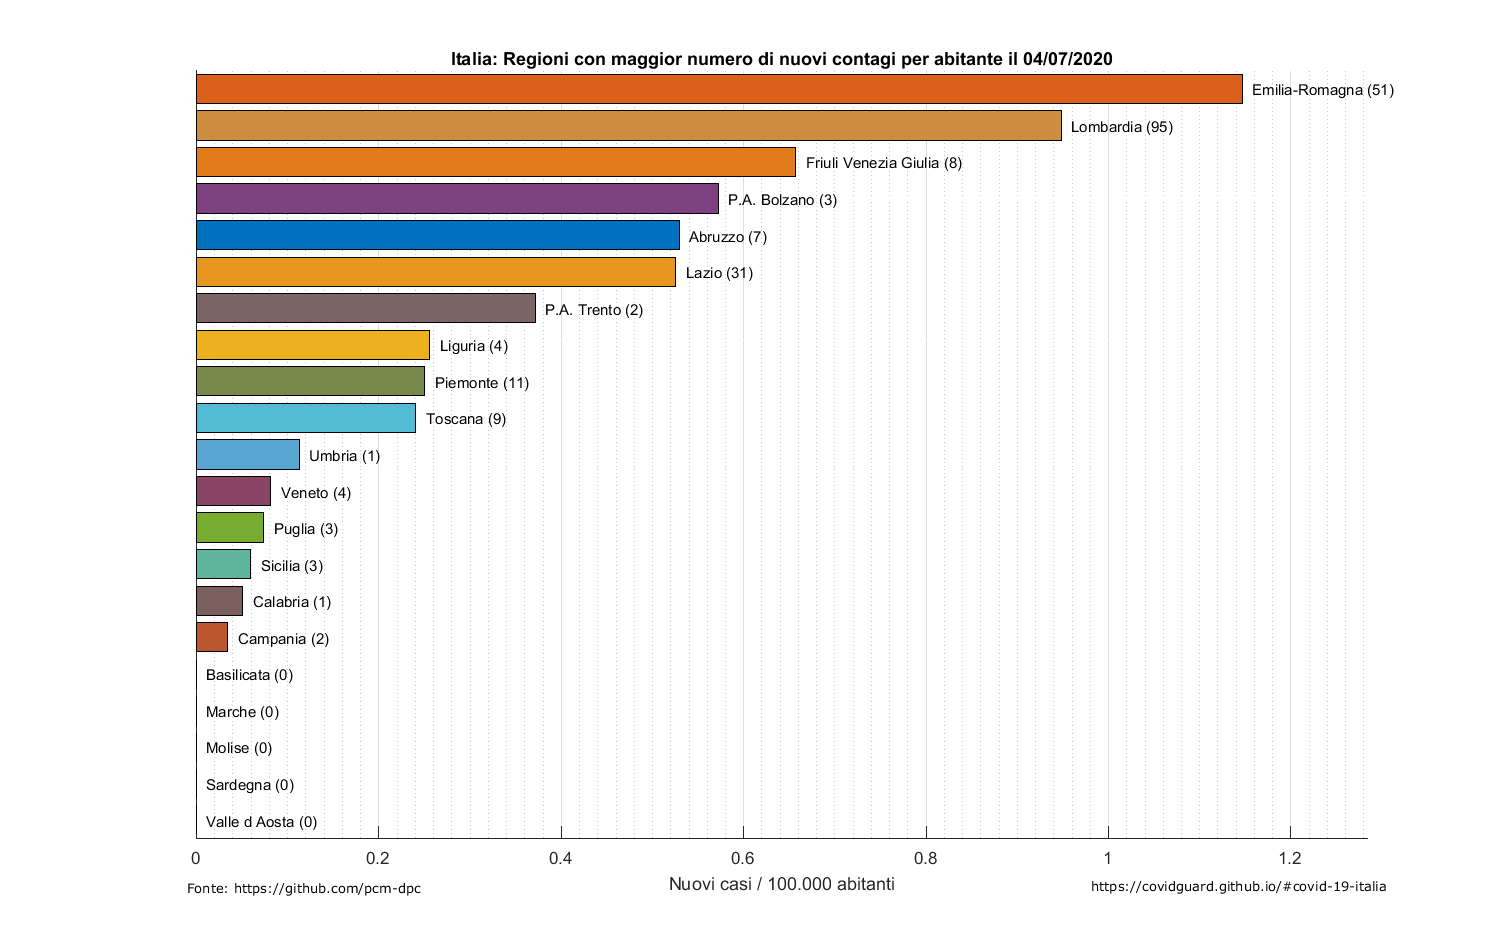 Italia: Regioni con maggior numero di nuovi contagi per abitante il 04/07/2020
Emilia-Romagna (51)
Lombardia (95)
Friuli Venezia Giulia (8)
P.A. Bolzano (3)
Abruzzo (7)
Lazio (31)
P.A. Trento (2)
Liguria (4)
Piemonte (11)
Toscana (9)
Umbria (1)
Veneto (4)
Puglia (3)
Sicilia (3)
Calabria (1)
Campania (2)
Basilicata (0)
Marche (0)
Molise (0)
Sardegna (0)
Valle d Aosta (0)
0 0.2 0.4 0.6 0.8 1 1.2
Nuovi casi / 100.000 abitanti
Fonte: https://github.com/pcm-dpc
https://covidguard.github.io/#covid-19-italia